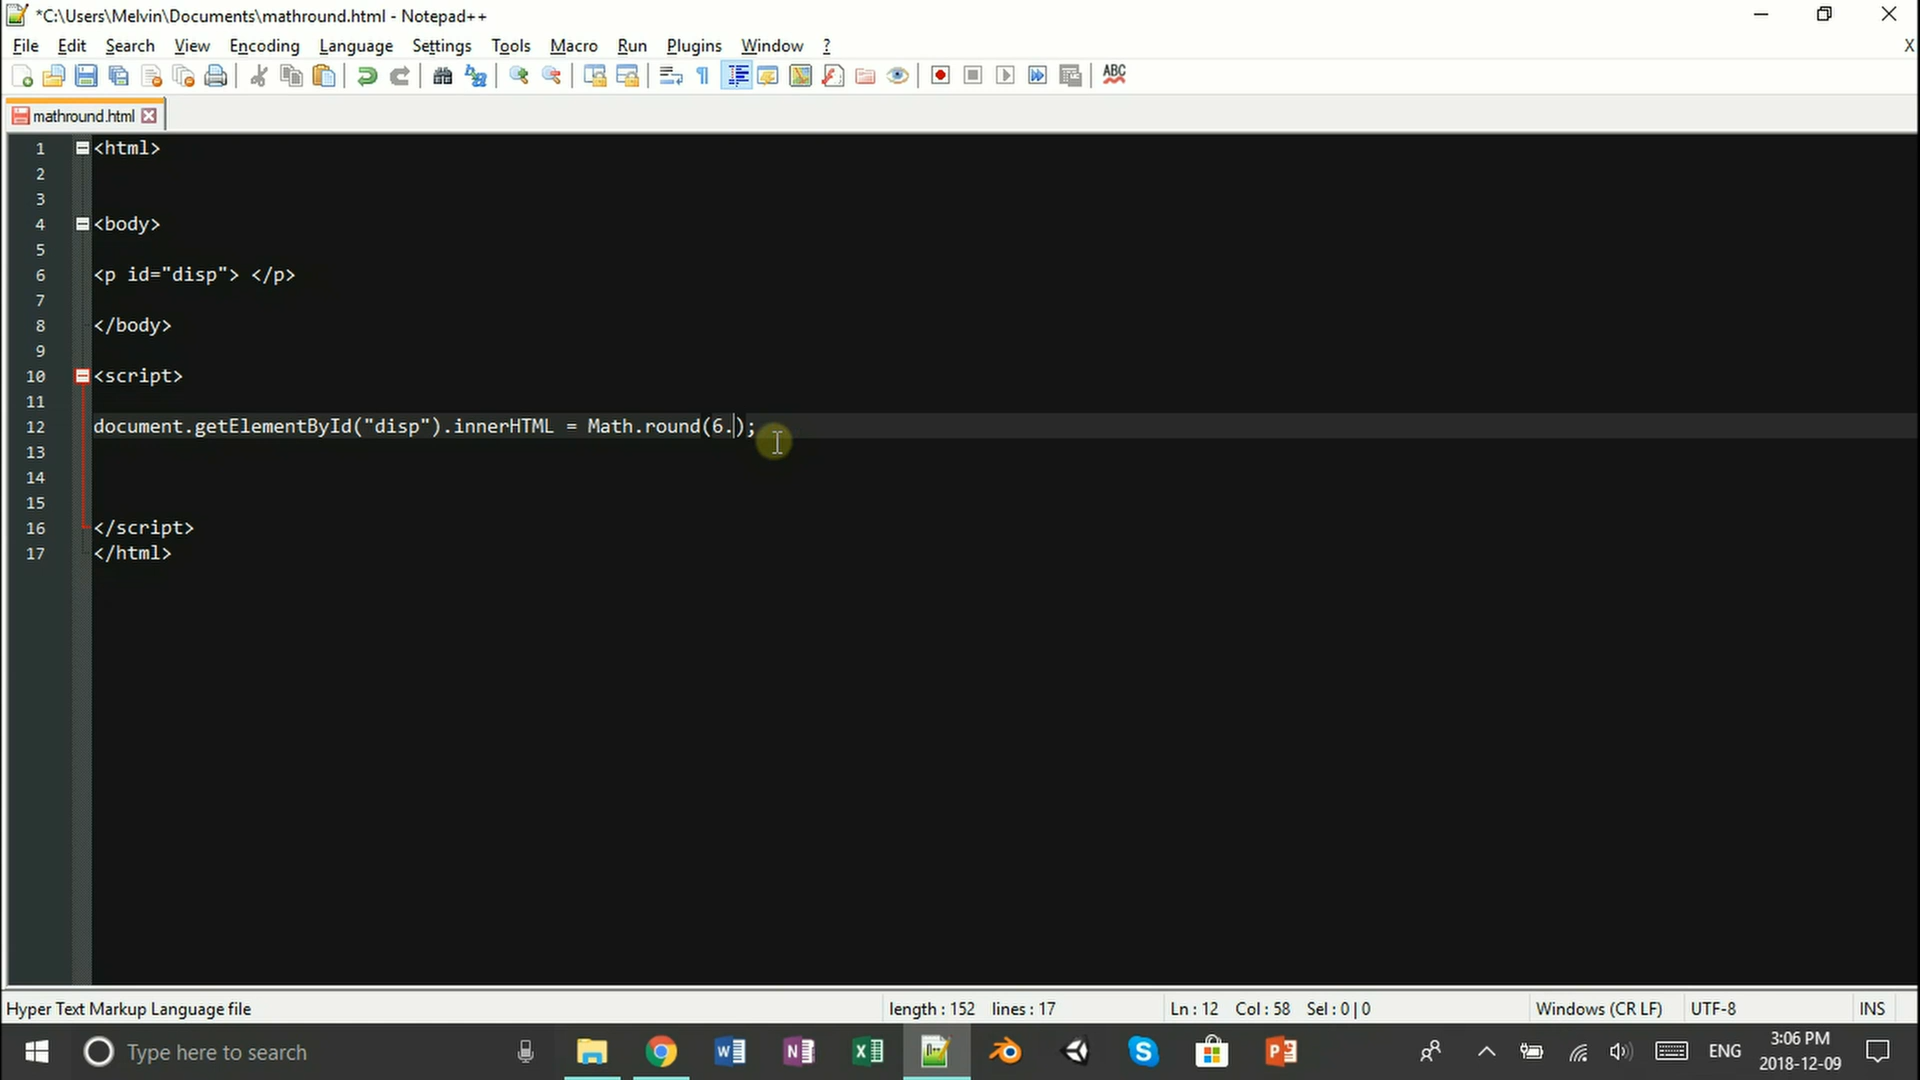 *C:\Users\Melvin\Documents\mathround.html - Notepad++
File Edit Search View Encoding Language Settings Tools Macro Run Plugins Window ? X
ABC
mathround.html
1 <html>
2
3
4 <body>
5
6 <p id="disp"> </p>
7
8 </body>
9
10 <script>
11
12 document.getElementById("disp").innerHTML = Math.round(6.);
13
14
15
16 </script>
17 </html>
Hyper Text Markup Language file length : 152 lines : 17 Ln : 12 Col : 58 Sel : 0 | 0 Windows (CR LF) UTF-8 INS
Type here to search ENG 3:06 PM
2018-12-09